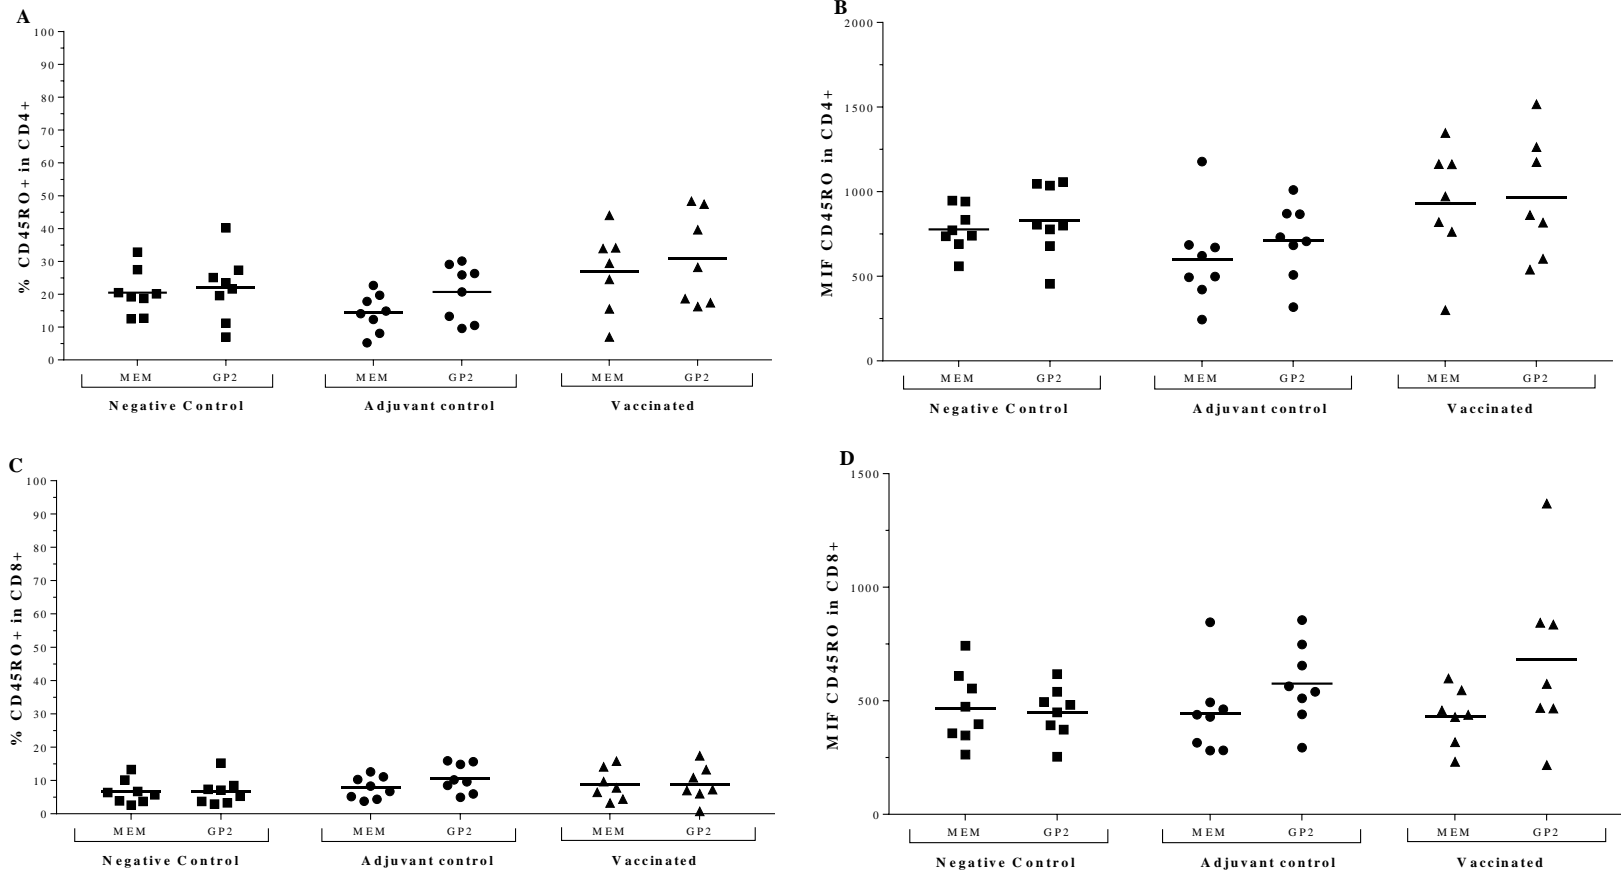 A
% CD45RO+ in CD4+
100
90
80
70
60
50
40
30
20
10
0
MEM GP2 MEM GP2 MEM GP2
Negative Control Adjuvant control Vaccinated
B
MIF CD45RO in CD4+
2000
1500
1000
500
0
MEM GP2 MEM GP2 MEM GP2
Negative Control Adjuvant control Vaccinated
C
% CD45RO+ in CD8+
100
90
80
70
60
50
40
30
20
10
0
MEM GP2 MEM GP2 MEM GP2
Negative Control Adjuvant control Vaccinated
D
MIF CD45RO in CD8+
1500
1000
500
0
MEM GP2 MEM GP2 MEM GP2
Negative Control Adjuvant control Vaccinated